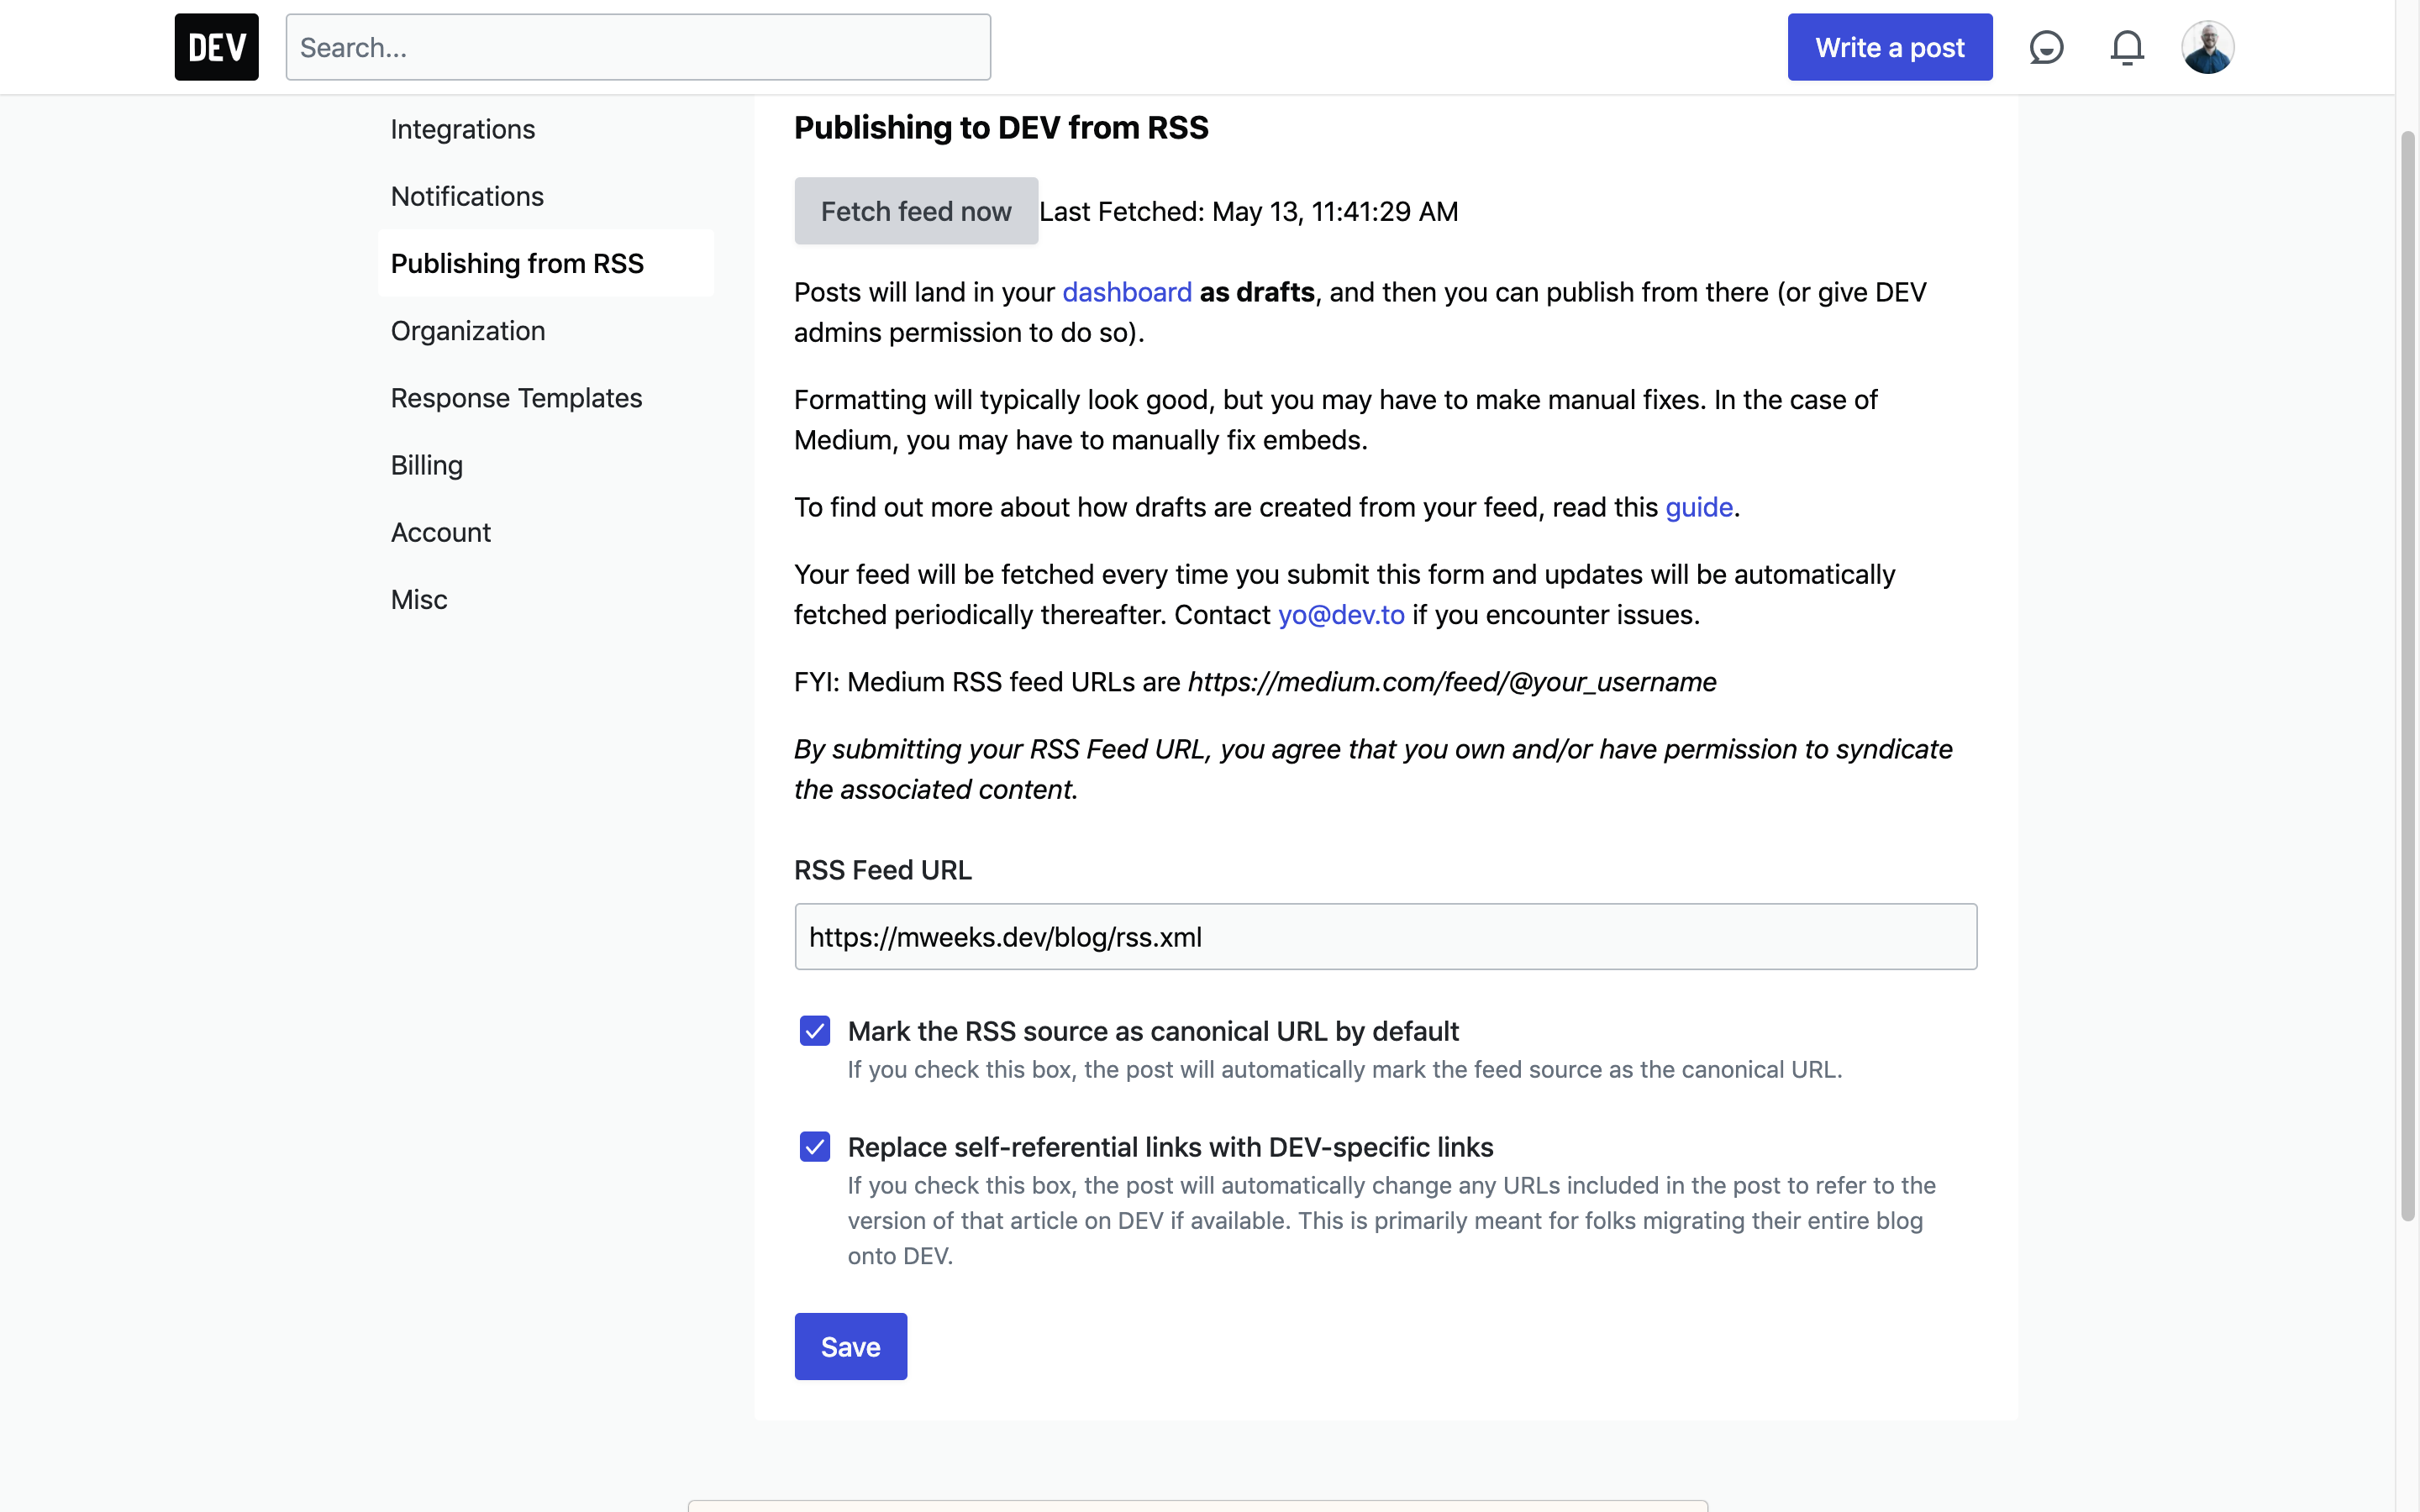 DEV
Search...
Write a post
Integrations
Notifications
Publishing from RSS
Organization
Response Templates
Billing
Account
Misc
Publishing to DEV from RSS
Fetch feed now Last Fetched: May 13, 11:41:29 AM
Posts will land in your dashboard as drafts, and then you can publish from there (or give DEV
admins permission to do so).
Formatting will typically look good, but you may have to make manual fixes. In the case of
Medium, you may have to manually fix embeds.
To find out more about how drafts are created from your feed, read this guide.
Your feed will be fetched every time you submit this form and updates will be automatically
fetched periodically thereafter. Contact yo@dev.to if you encounter issues.
FYI: Medium RSS feed URLs are https://medium.com/feed/@your_username
By submitting your RSS Feed URL, you agree that you own and/or have permission to syndicate
the associated content.
RSS Feed URL
https://mweeks.dev/blog/rss.xml
Mark the RSS source as canonical URL by default
If you check this box, the post will automatically mark the feed source as the canonical URL.
Replace self-referential links with DEV-specific links
If you check this box, the post will automatically change any URLs included in the post to refer to the
version of that article on DEV if available. This is primarily meant for folks migrating their entire blog
onto DEV.
Save